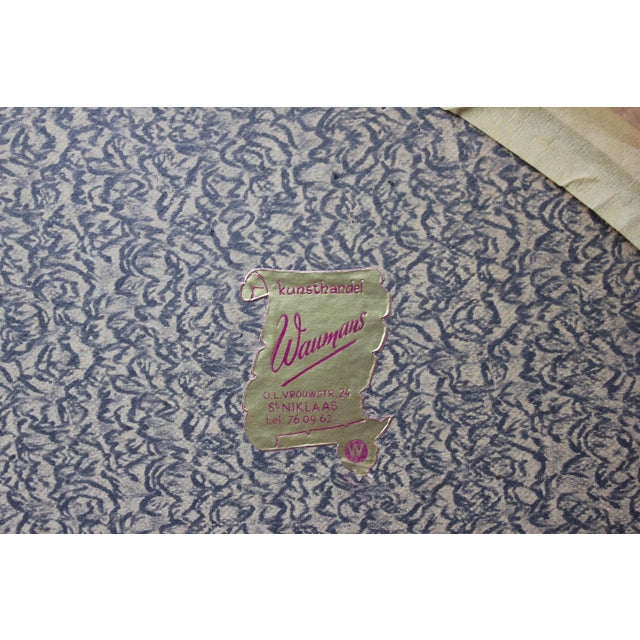 kunsthandel
Waumans
O.L. VROUWSTR, 24
St NIKLAAS
tel 76 09 62
W